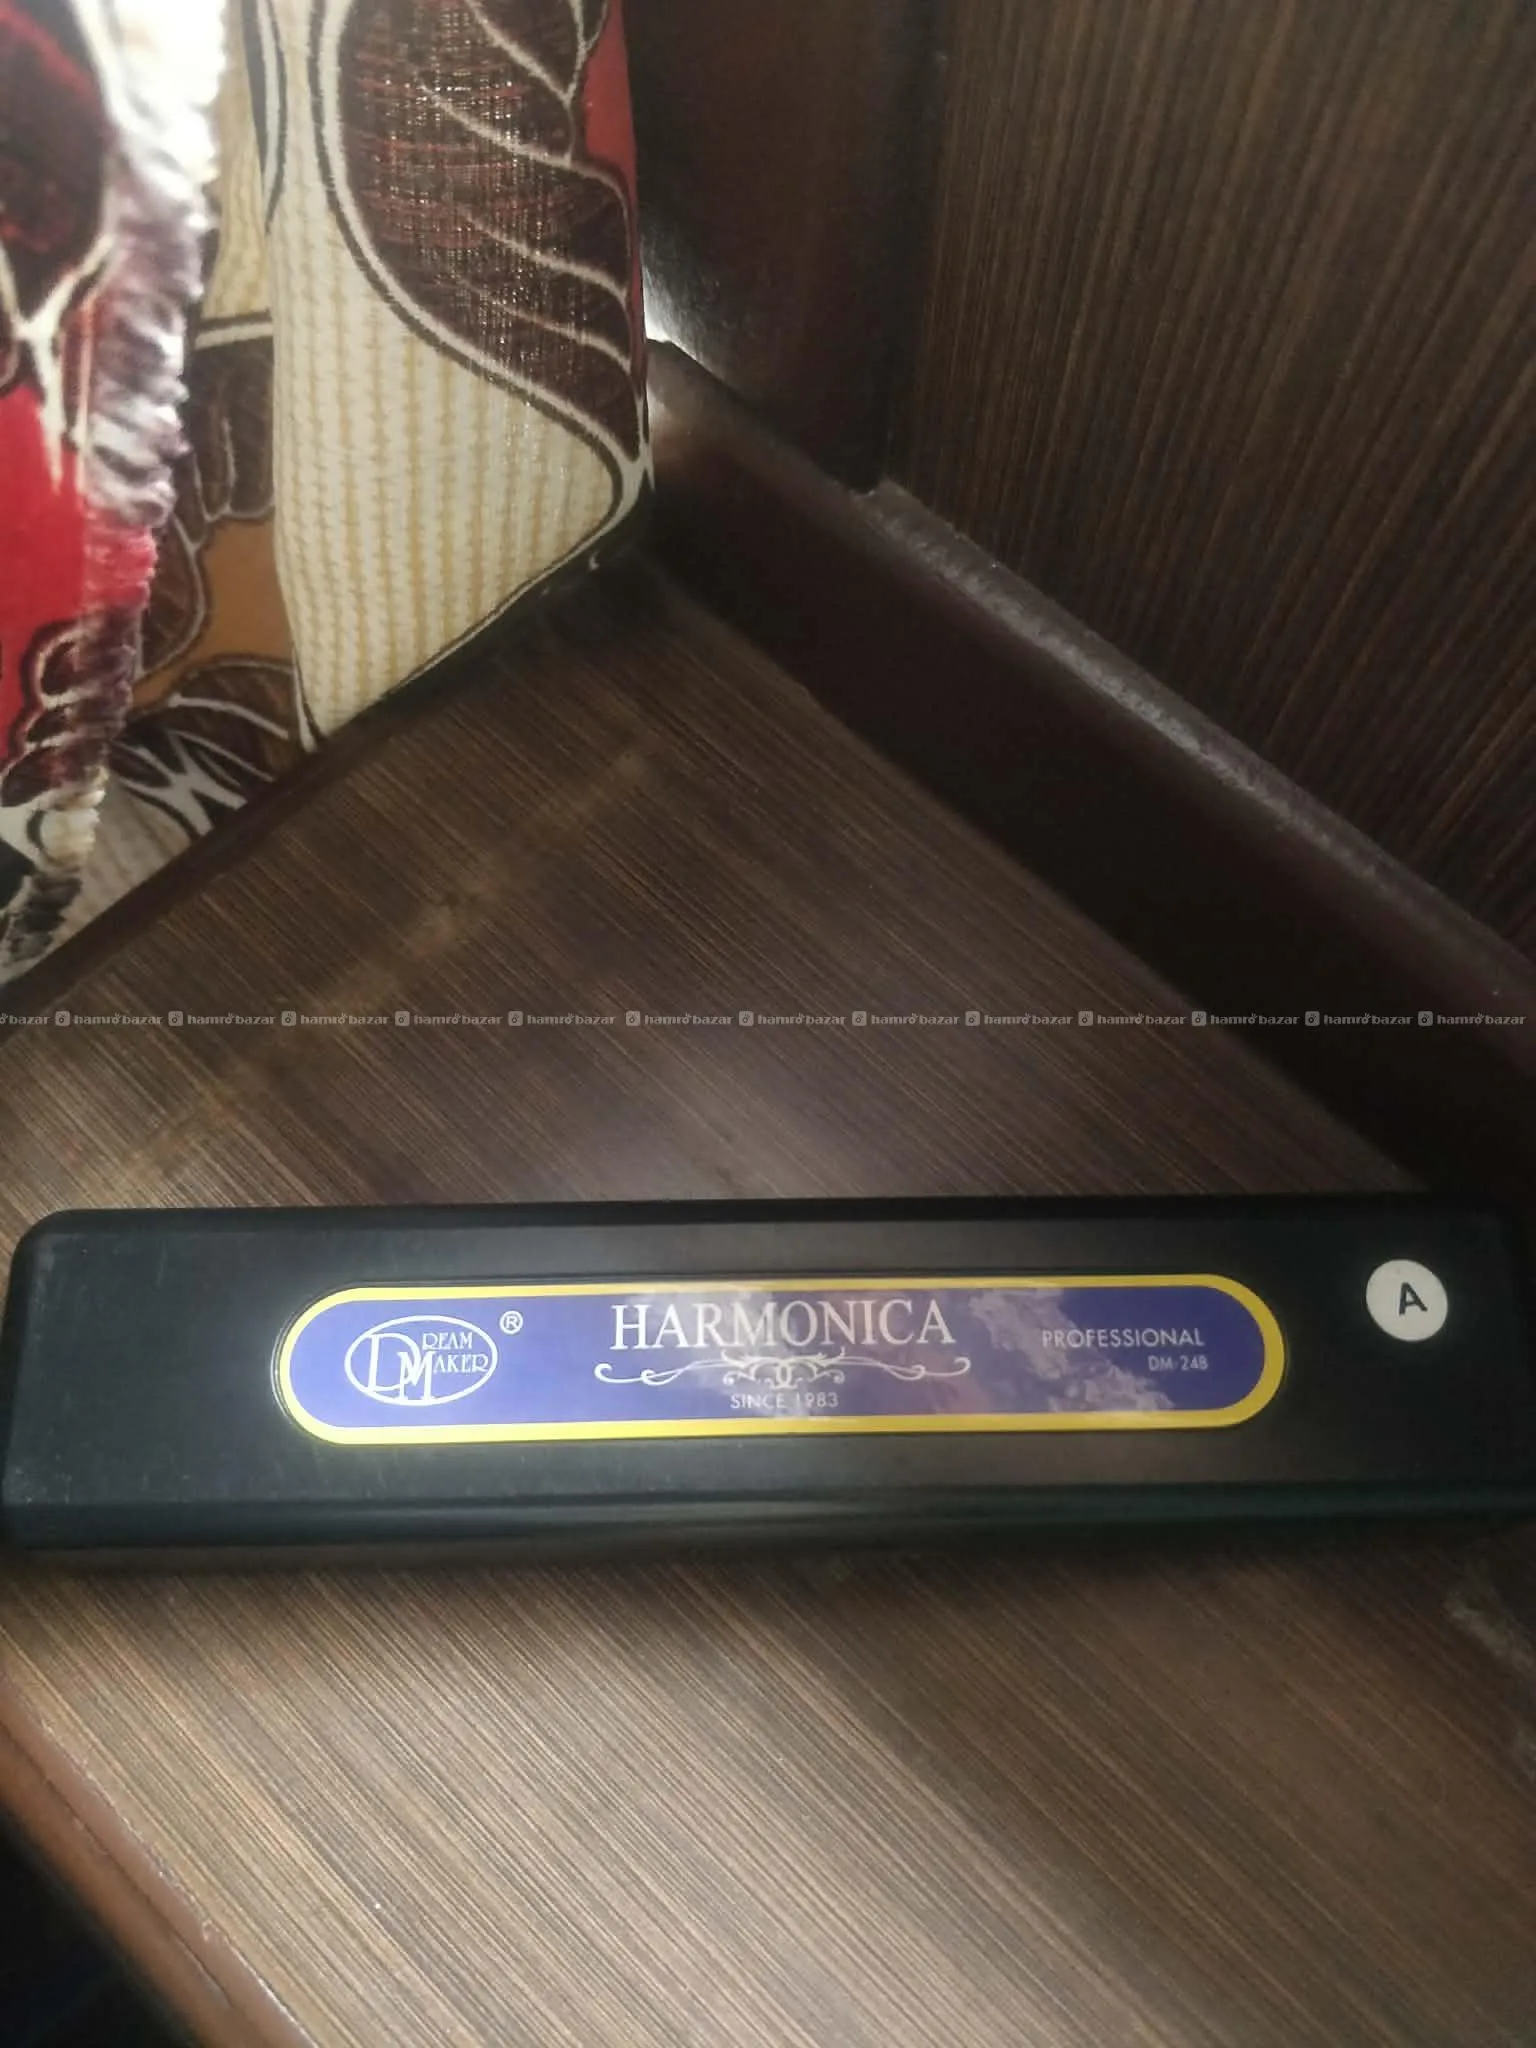 hamrobazar hamrobazar hamrobazar hamrobazar hamrobazar hamrobazar hamrobazar hamrobazar hamrobazar hamrobazar hamrobazar hamrobazar hamrobazar
A
DREAM MAKER ®
HARMONICA
SINCE 1983
PROFESSIONAL
DM-24B